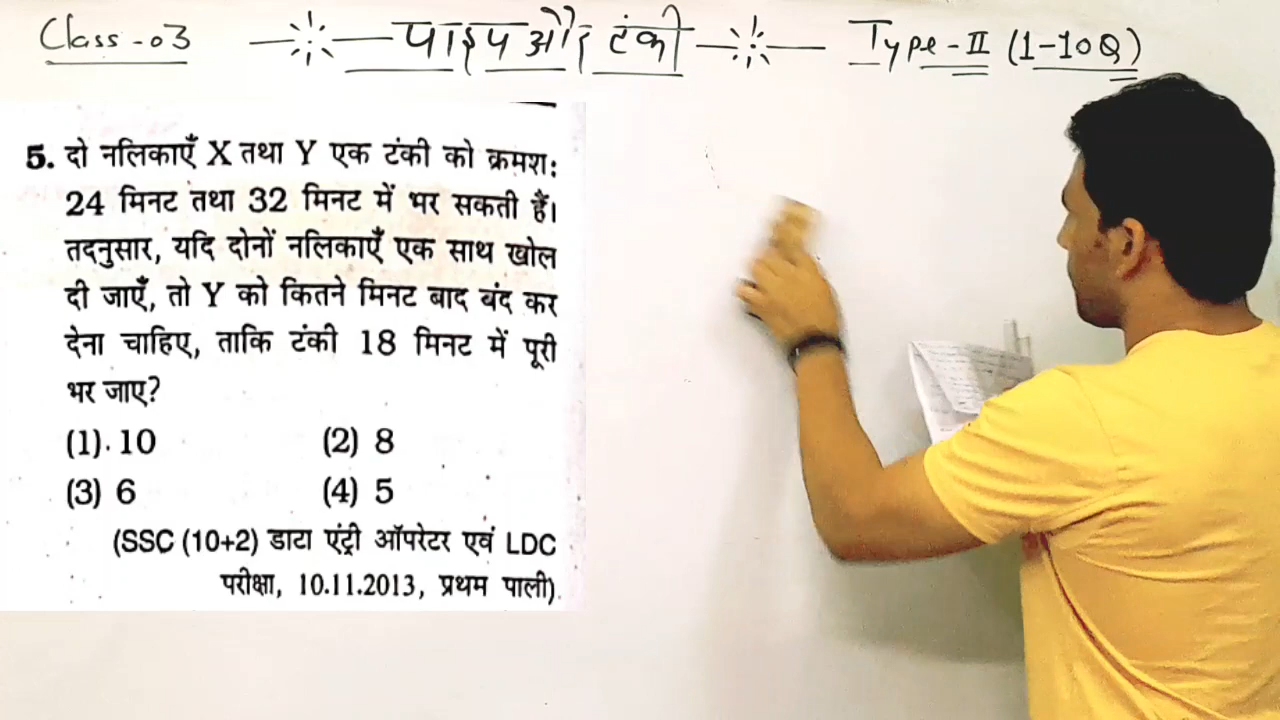 Class-03 पाइप और टंकी Type-II (1-10Q)
5. दो नलिकाएँ X तथा Y एक टंकी को क्रमश:
24 मिनट तथा 32 मिनट में भर सकती हैं।
तदनुसार, यदि दोनों नलिकाएँ एक साथ खोल
दी जाएँ, तो Y को कितने मिनट बाद बंद कर
देना चाहिए, ताकि टंकी 18 मिनट में पूरी
भर जाए?
(1) 10 (2) 8
(3) 6 (4) 5
(SSC (10+2) डाटा एंट्री ऑपरेटर एवं LDC
परीक्षा, 10.11.2013, प्रथम पाली)